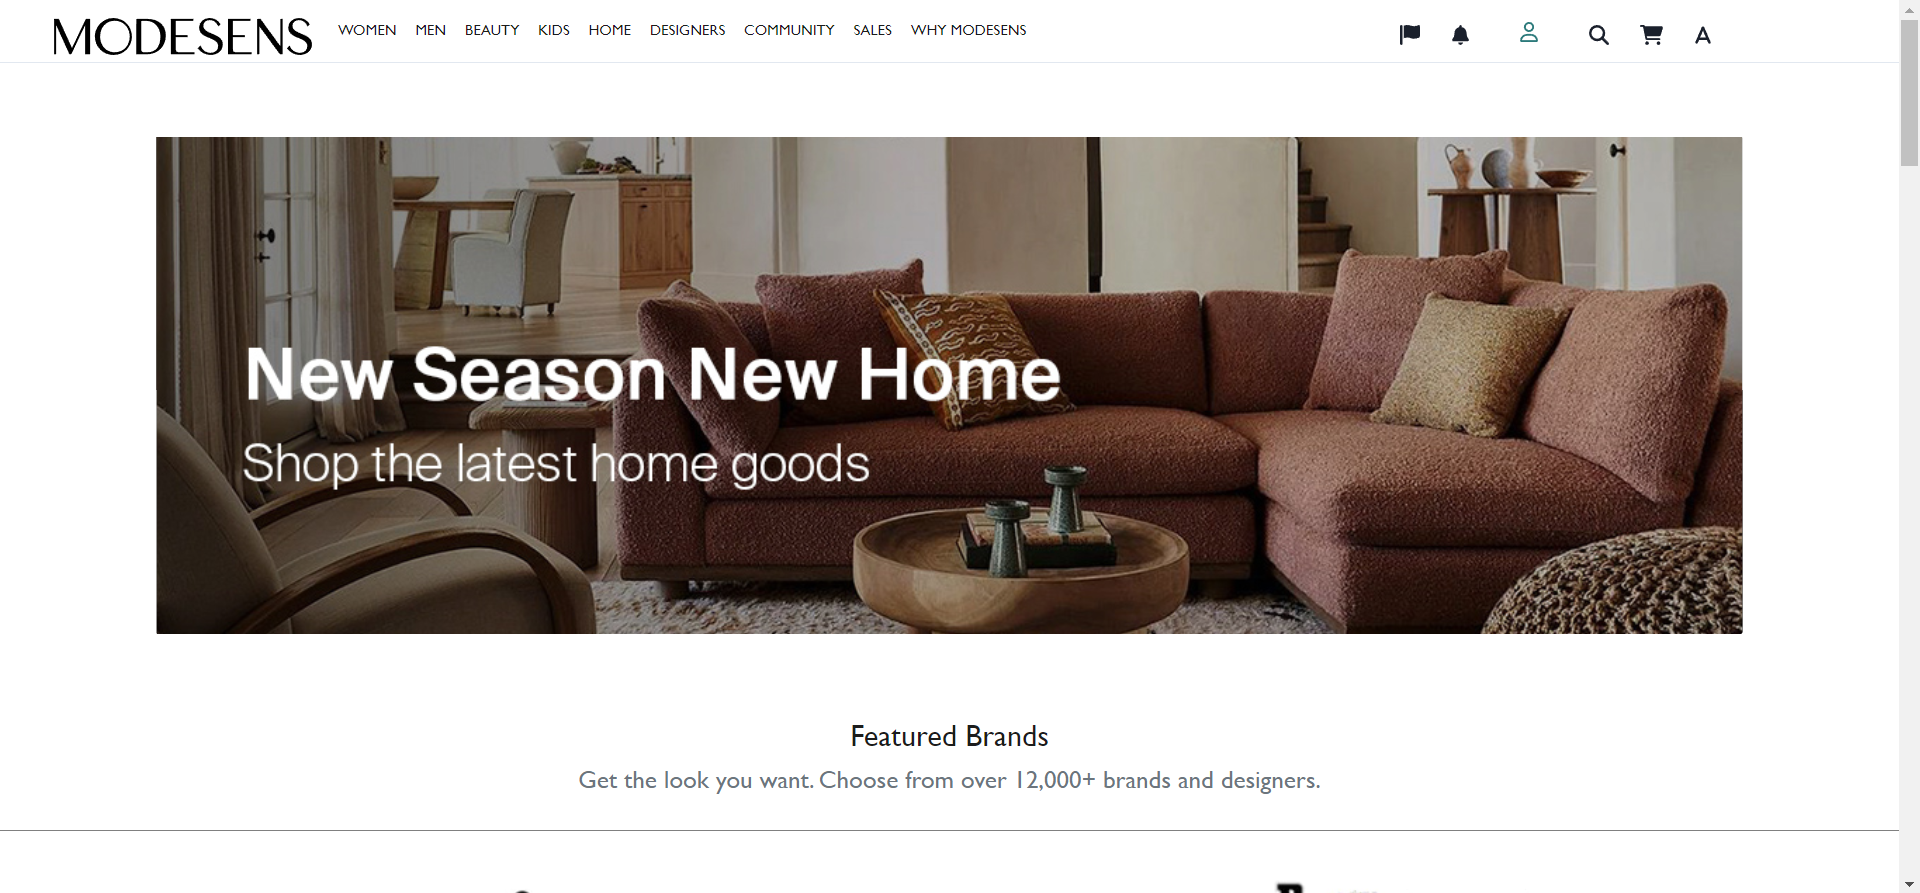 MODESENS
WOMEN MEN BEAUTY KIDS HOME DESIGNERS COMMUNITY SALES WHY MODESENS
New Season New Home
Shop the latest home goods
Featured Brands
Get the look you want. Choose from over 12,000+ brands and designers.